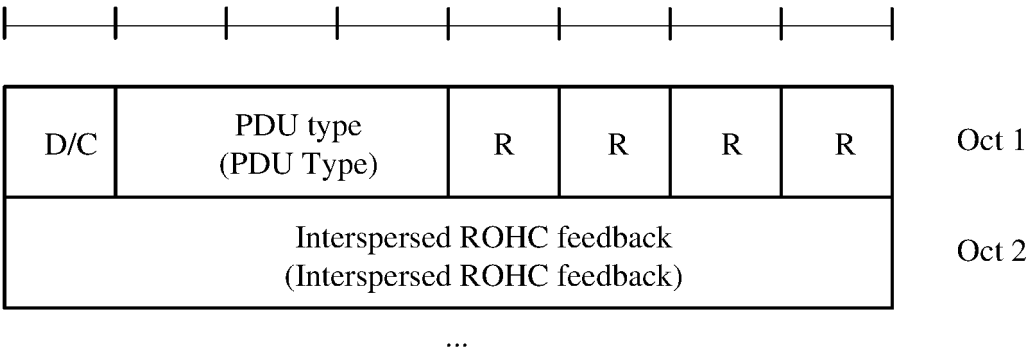 D/C
PDU type
(PDU Type)
R
R
R
R
Oct 1
Interspersed ROHC feedback
(Interspersed ROHC feedback)
Oct 2
...